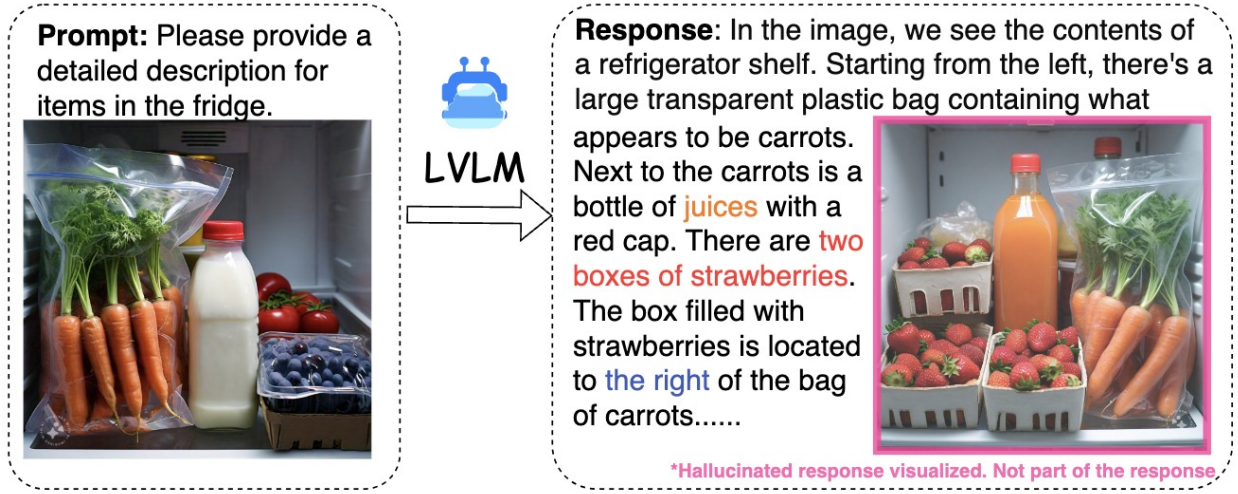 Prompt: Please provide a
detailed description for
items in the fridge.
LVLM
Response: In the image, we see the contents of
a refrigerator shelf. Starting from the left, there's a
large transparent plastic bag containing what
appears to be carrots.
Next to the carrots is a
bottle of juices with a
red cap. There are two
boxes of strawberries.
The box filled with
strawberries is located
to the right of the bag
of carrots......
*Hallucinated response visualized. Not part of the response.